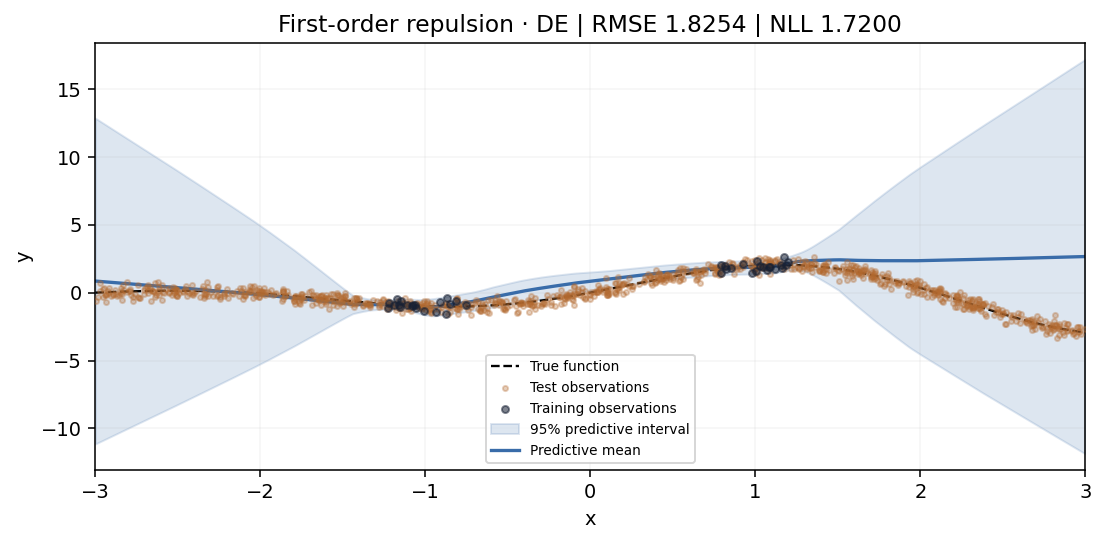 First-order repulsion · DE | RMSE 1.8254 | NLL 1.7200
y
15
10
5
0
−5
−10
True function
Test observations
Training observations
95% predictive interval
Predictive mean
−3 −2 −1 0 1 2 3
x